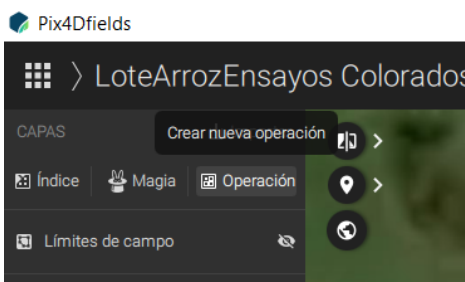 Pix4Dfields
LoteArrozEnsayos Colorados
CAPAS
Crear nueva operación
Índice
Magia
Operación
Límites de campo